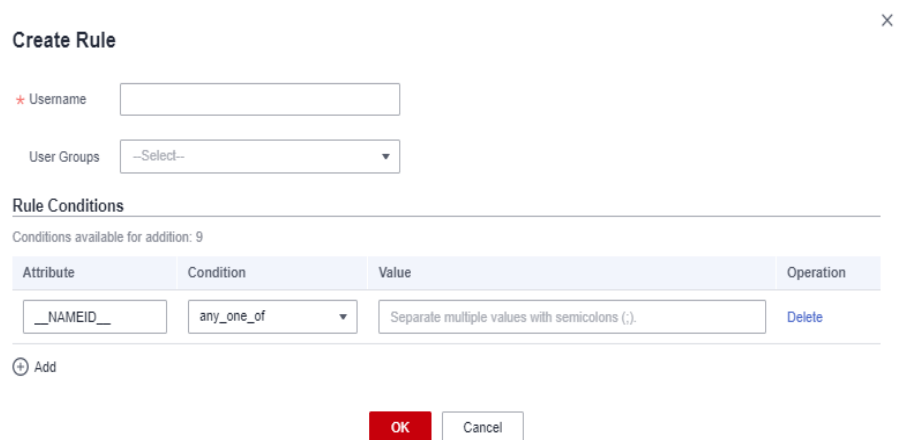 Create Rule
* Username
User Groups --Select--
Rule Conditions
Conditions available for addition: 9
Attribute Condition Value Operation
__NAMEID__ any_one_of Separate multiple values with semicolons (;). Delete
Add
OK Cancel